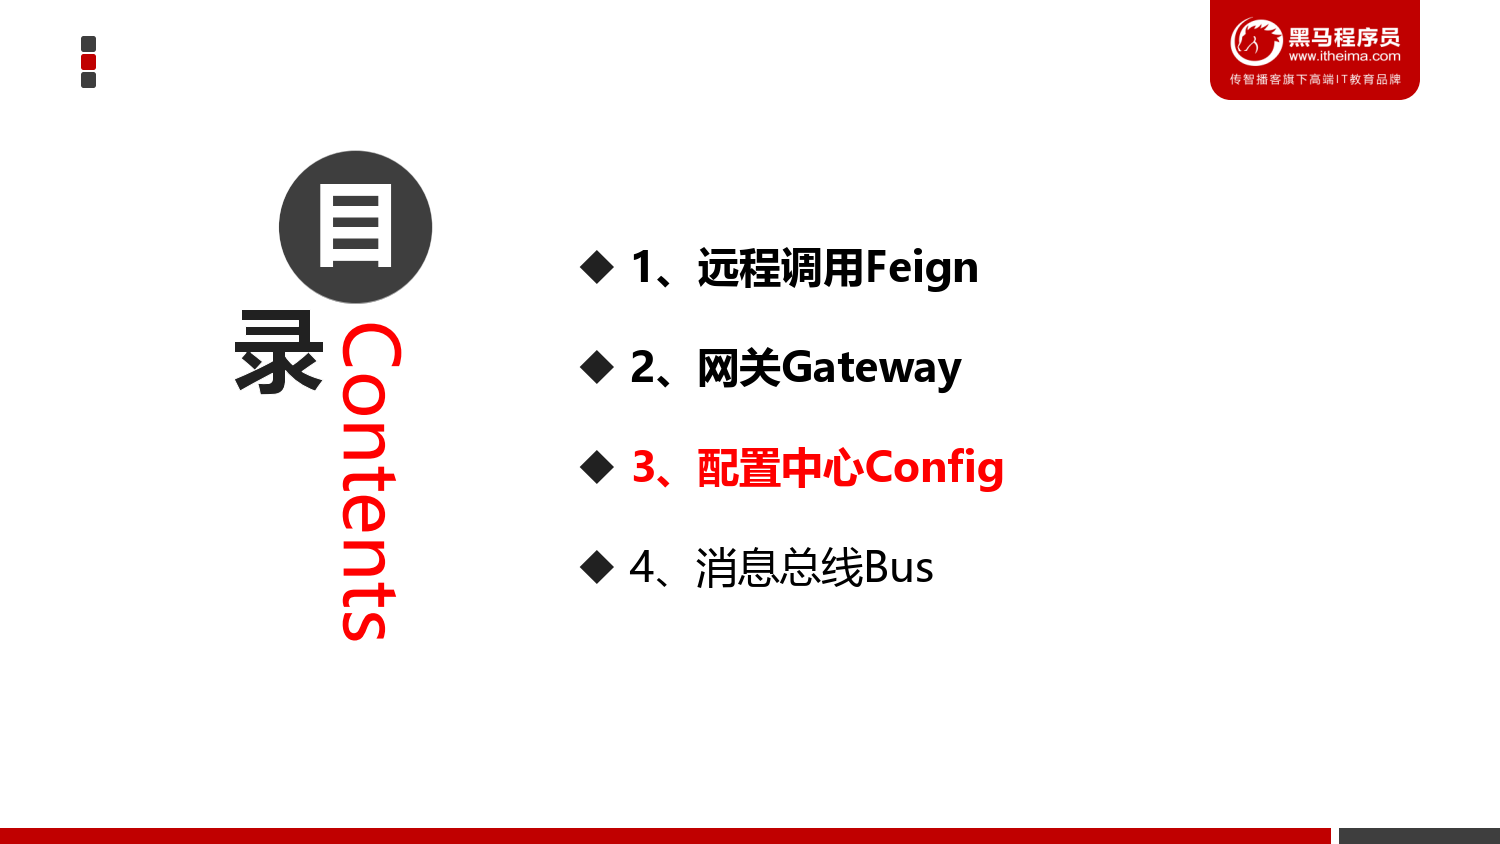 黑马程序员
www.itheima.com
传智播客旗下高端IT教育品牌
目
录
Contents
1、远程调用Feign
2、网关Gateway
3、配置中心Config
4、消息总线Bus